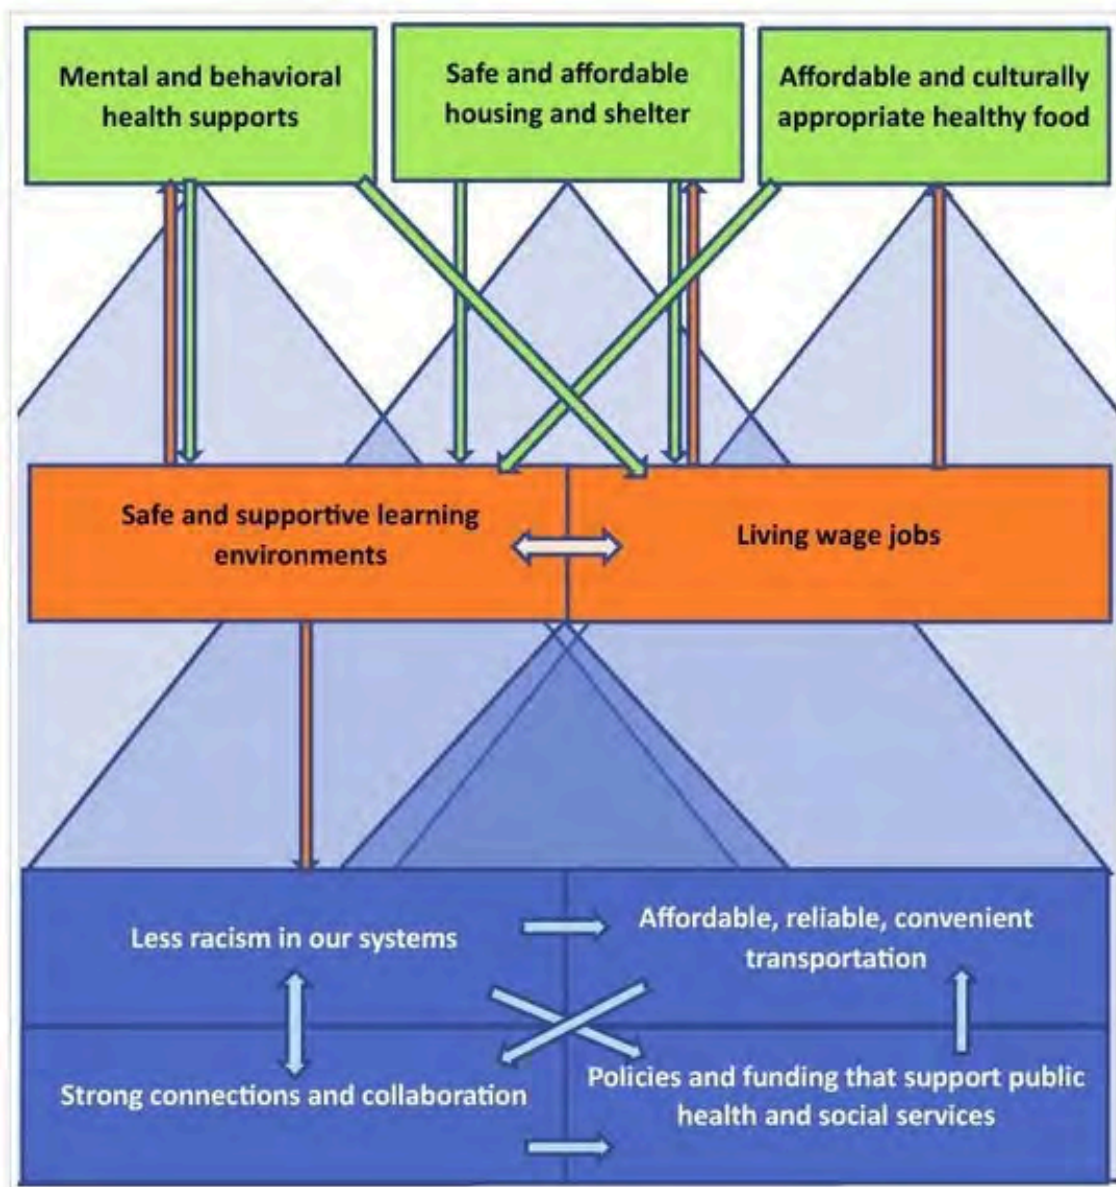 Mental and behavioral
health supports
Safe and affordable
housing and shelter
Affordable and culturally
appropriate healthy food
Safe and supportive learning
environments
Living wage jobs
Less racism in our systems
Affordable, reliable, convenient
transportation
Strong connections and collaboration
Policies and funding that support public
health and social services